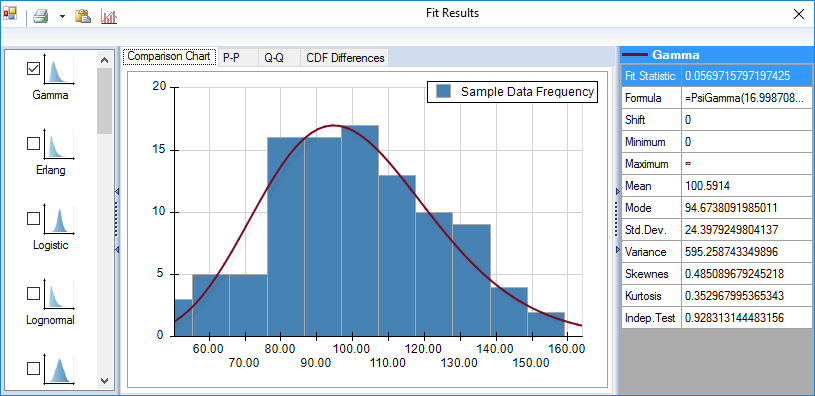 Fit Results
Gamma
Erlang
Logistic
Lognormal
Comparison Chart P-P Q-Q CDF Differences
Sample Data Frequency
20
15
10
5
0
60.00 80.00 100.00 120.00 140.00 160.00
70.00 90.00 110.00 130.00 150.00
Gamma
Fit Statistic 0.0569715797197425
Formula =PsiGamma(16.998708...
Shift 0
Minimum 0
Maximum ∞
Mean 100.5914
Mode 94.6738091985011
Std.Dev. 24.3979249804137
Variance 595.258743349896
Skewnes 0.485089679245218
Kurtosis 0.352967995365343
Indep.Test 0.928313144483156